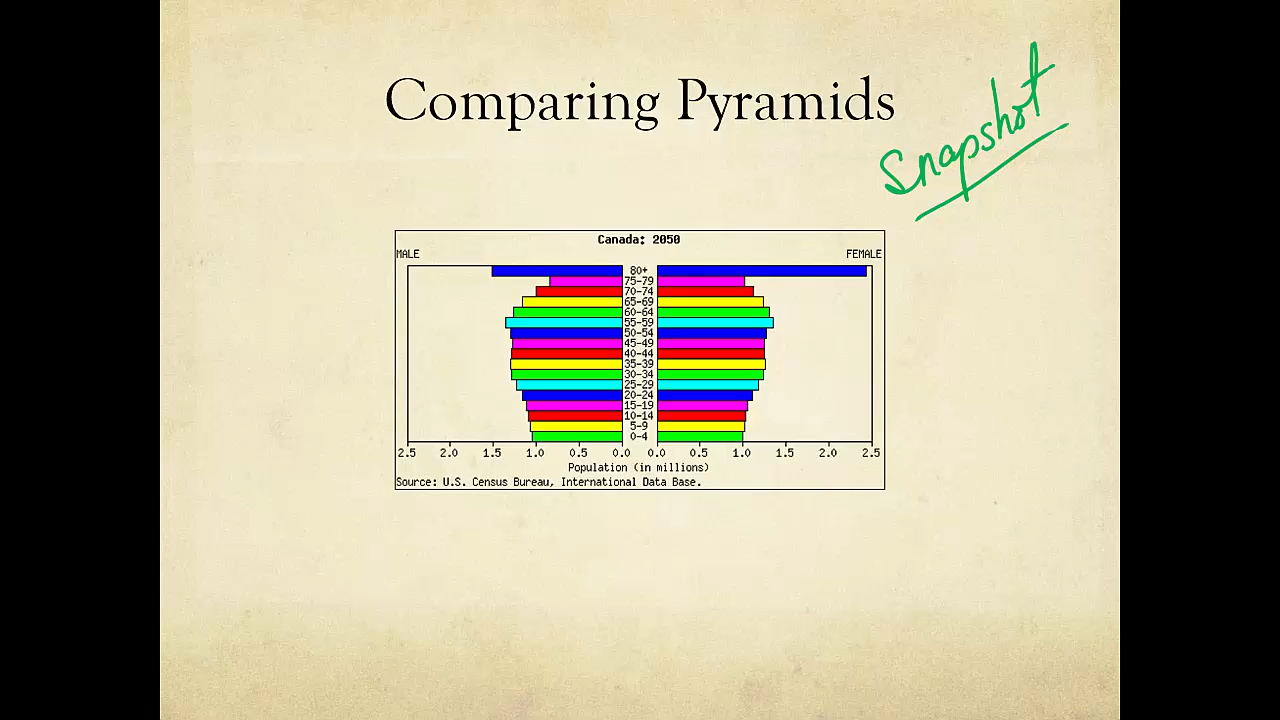 Comparing Pyramids
Snapshot
Canada: 2050
MALE FEMALE
80+
75-79
70-74
65-69
60-64
55-59
50-54
45-49
40-44
35-39
30-34
25-29
20-24
15-19
10-14
5-9
0-4
2.5 2.0 1.5 1.0 0.5 0.0 0.0 0.5 1.0 1.5 2.0 2.5
Population (in millions)
Source: U.S. Census Bureau, International Data Base.